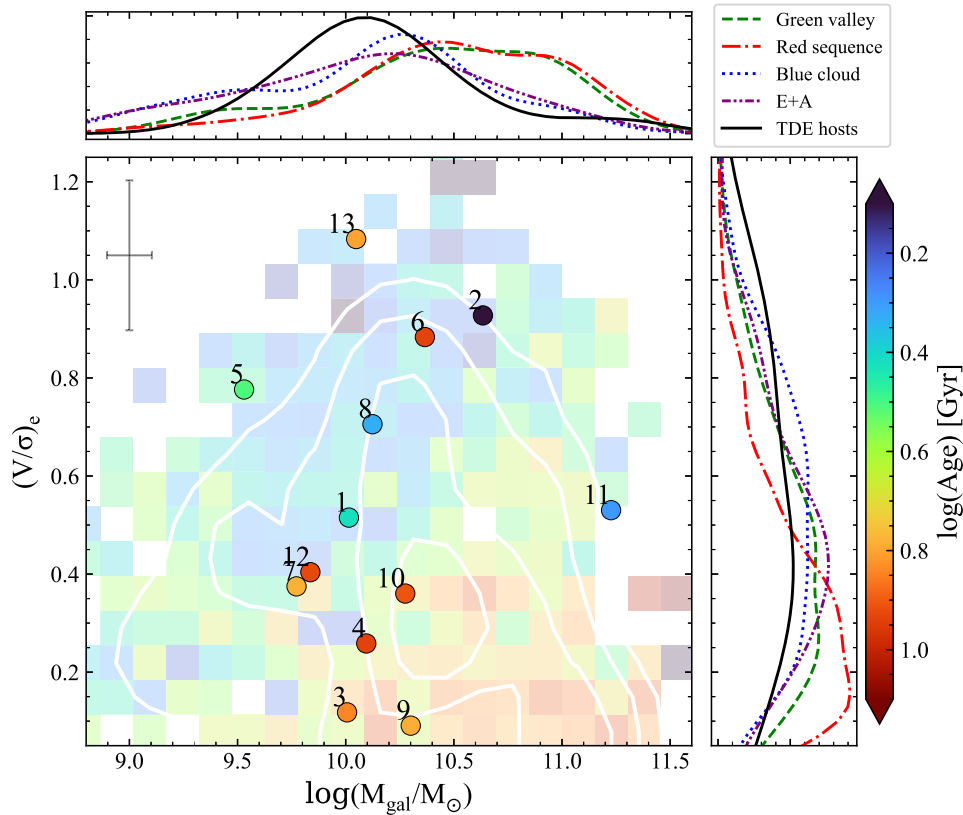 Green valley
Red sequence
Blue cloud
E+A
TDE hosts
1.2
1.0
0.8
0.6
0.4
0.2
(V/σ)e
13
2
6
5
8
11
1
12
7
10
4
3
9
9.0 9.5 10.0 10.5 11.0 11.5
log(Mgal/M⊙)
0.2
0.4
0.6
0.8
1.0
log(Age) [Gyr]